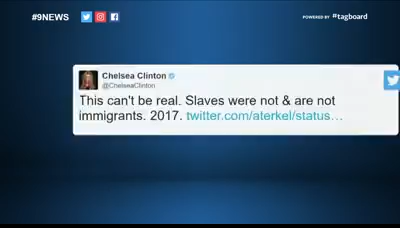 #9NEWS
POWERED BY #tagboard
Chelsea Clinton
@ChelseaClinton
This can't be real. Slaves were not & are not
immigrants. 2017. twitter.com/aterkel/status…